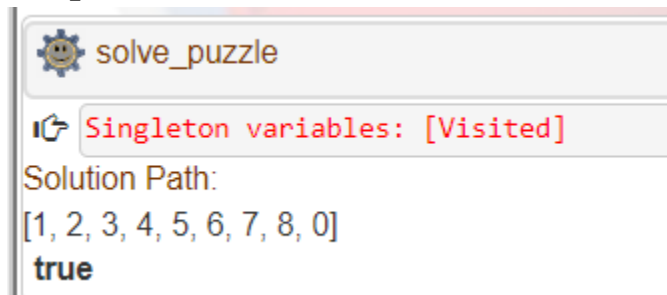 solve_puzzle
Singleton variables: [Visited]
Solution Path:
[1, 2, 3, 4, 5, 6, 7, 8, 0]
true